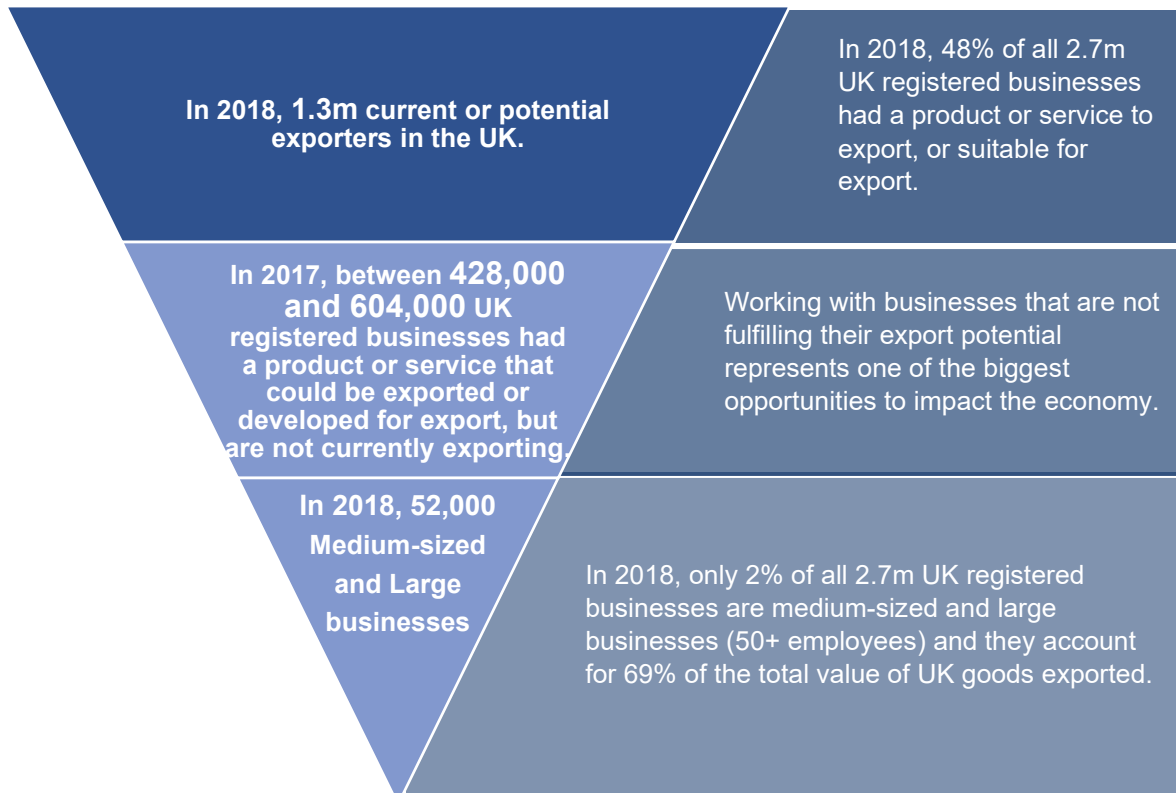 In 2018, 1.3m current or potential
exporters in the UK.
In 2018, 48% of all 2.7m
UK registered businesses
had a product or service to
export, or suitable for
export.
In 2017, between 428,000
and 604,000 UK
registered businesses had
a product or service that
could be exported or
developed for export, but
are not currently exporting.
Working with businesses that are not
fulfilling their export potential
represents one of the biggest
opportunities to impact the economy.
In 2018, 52,000
Medium-sized
and Large
businesses
In 2018, only 2% of all 2.7m UK registered
businesses are medium-sized and large
businesses (50+ employees) and they account
for 69% of the total value of UK goods exported.